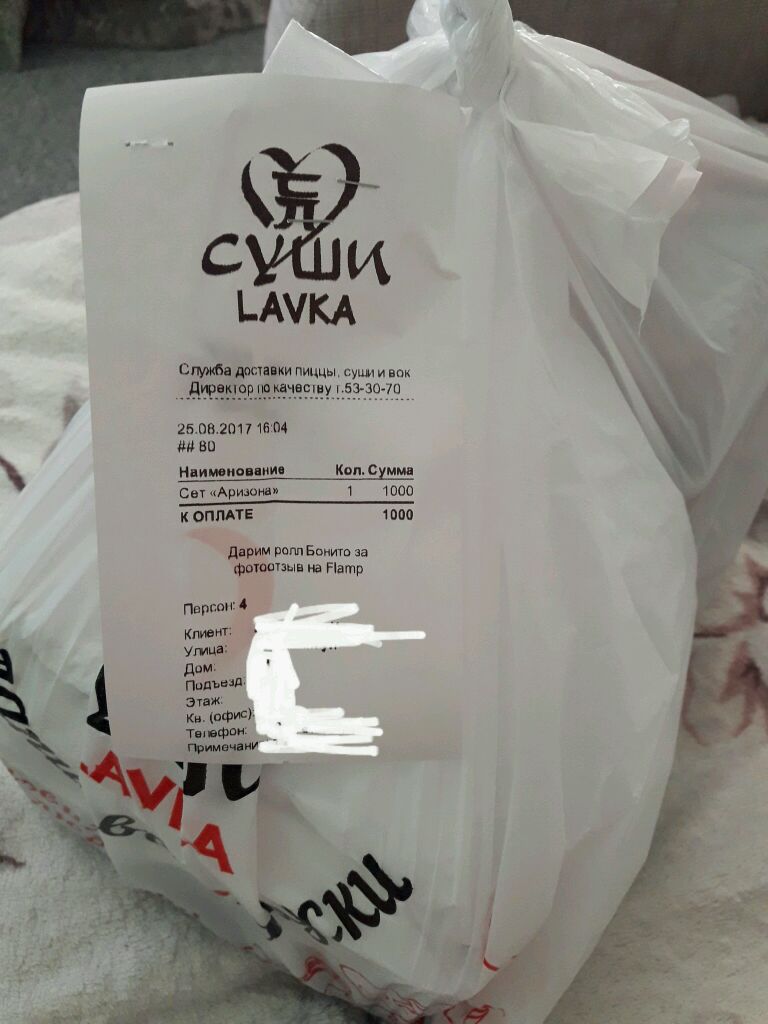 СУШИ
LAVKA
Служба доставки пиццы, суши и вок
Директор по качеству т.53-30-70
25.08.2017 16:04
## 80
Наименование Кол. Сумма
Сет «Аризона» 1 1000
К ОПЛАТЕ 1000
Дарим ролл Бонито за
фотоотзыв на Flamp
Персон: 4
Клиент:
Улица:
Дом:
Подъезд:
Этаж:
Кв. (офис):
Телефон:
Примечани